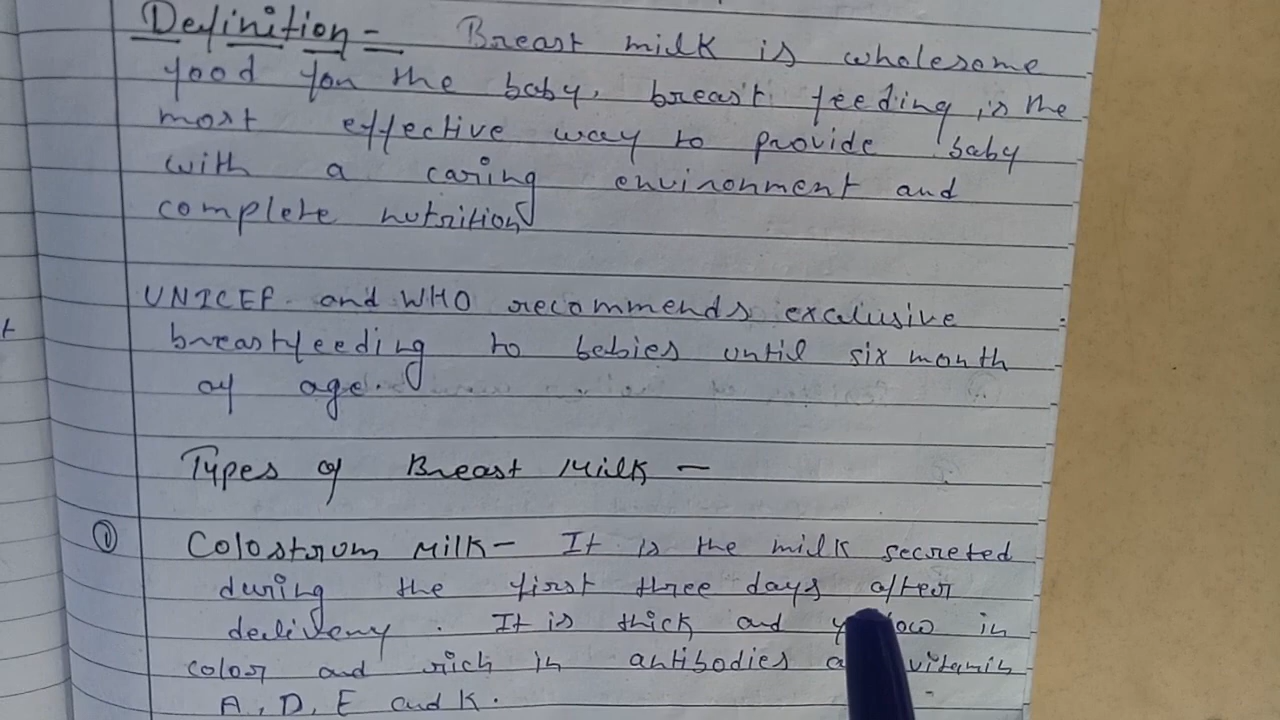 Definition - Breast milk is wholesome
food for the baby, breast feeding is the
most effective way to provide baby
with a caring environment and
complete nutrition
UNICEF and WHO recommends exclusive
breastfeeding to babies until six month
of age.
Types of Breast Milk -
① Colostrum Milk - It is the milk secreted
during the first three days after
delivery. It is thick and in
color and rich in antibodies vitamin
A, D, E and K.